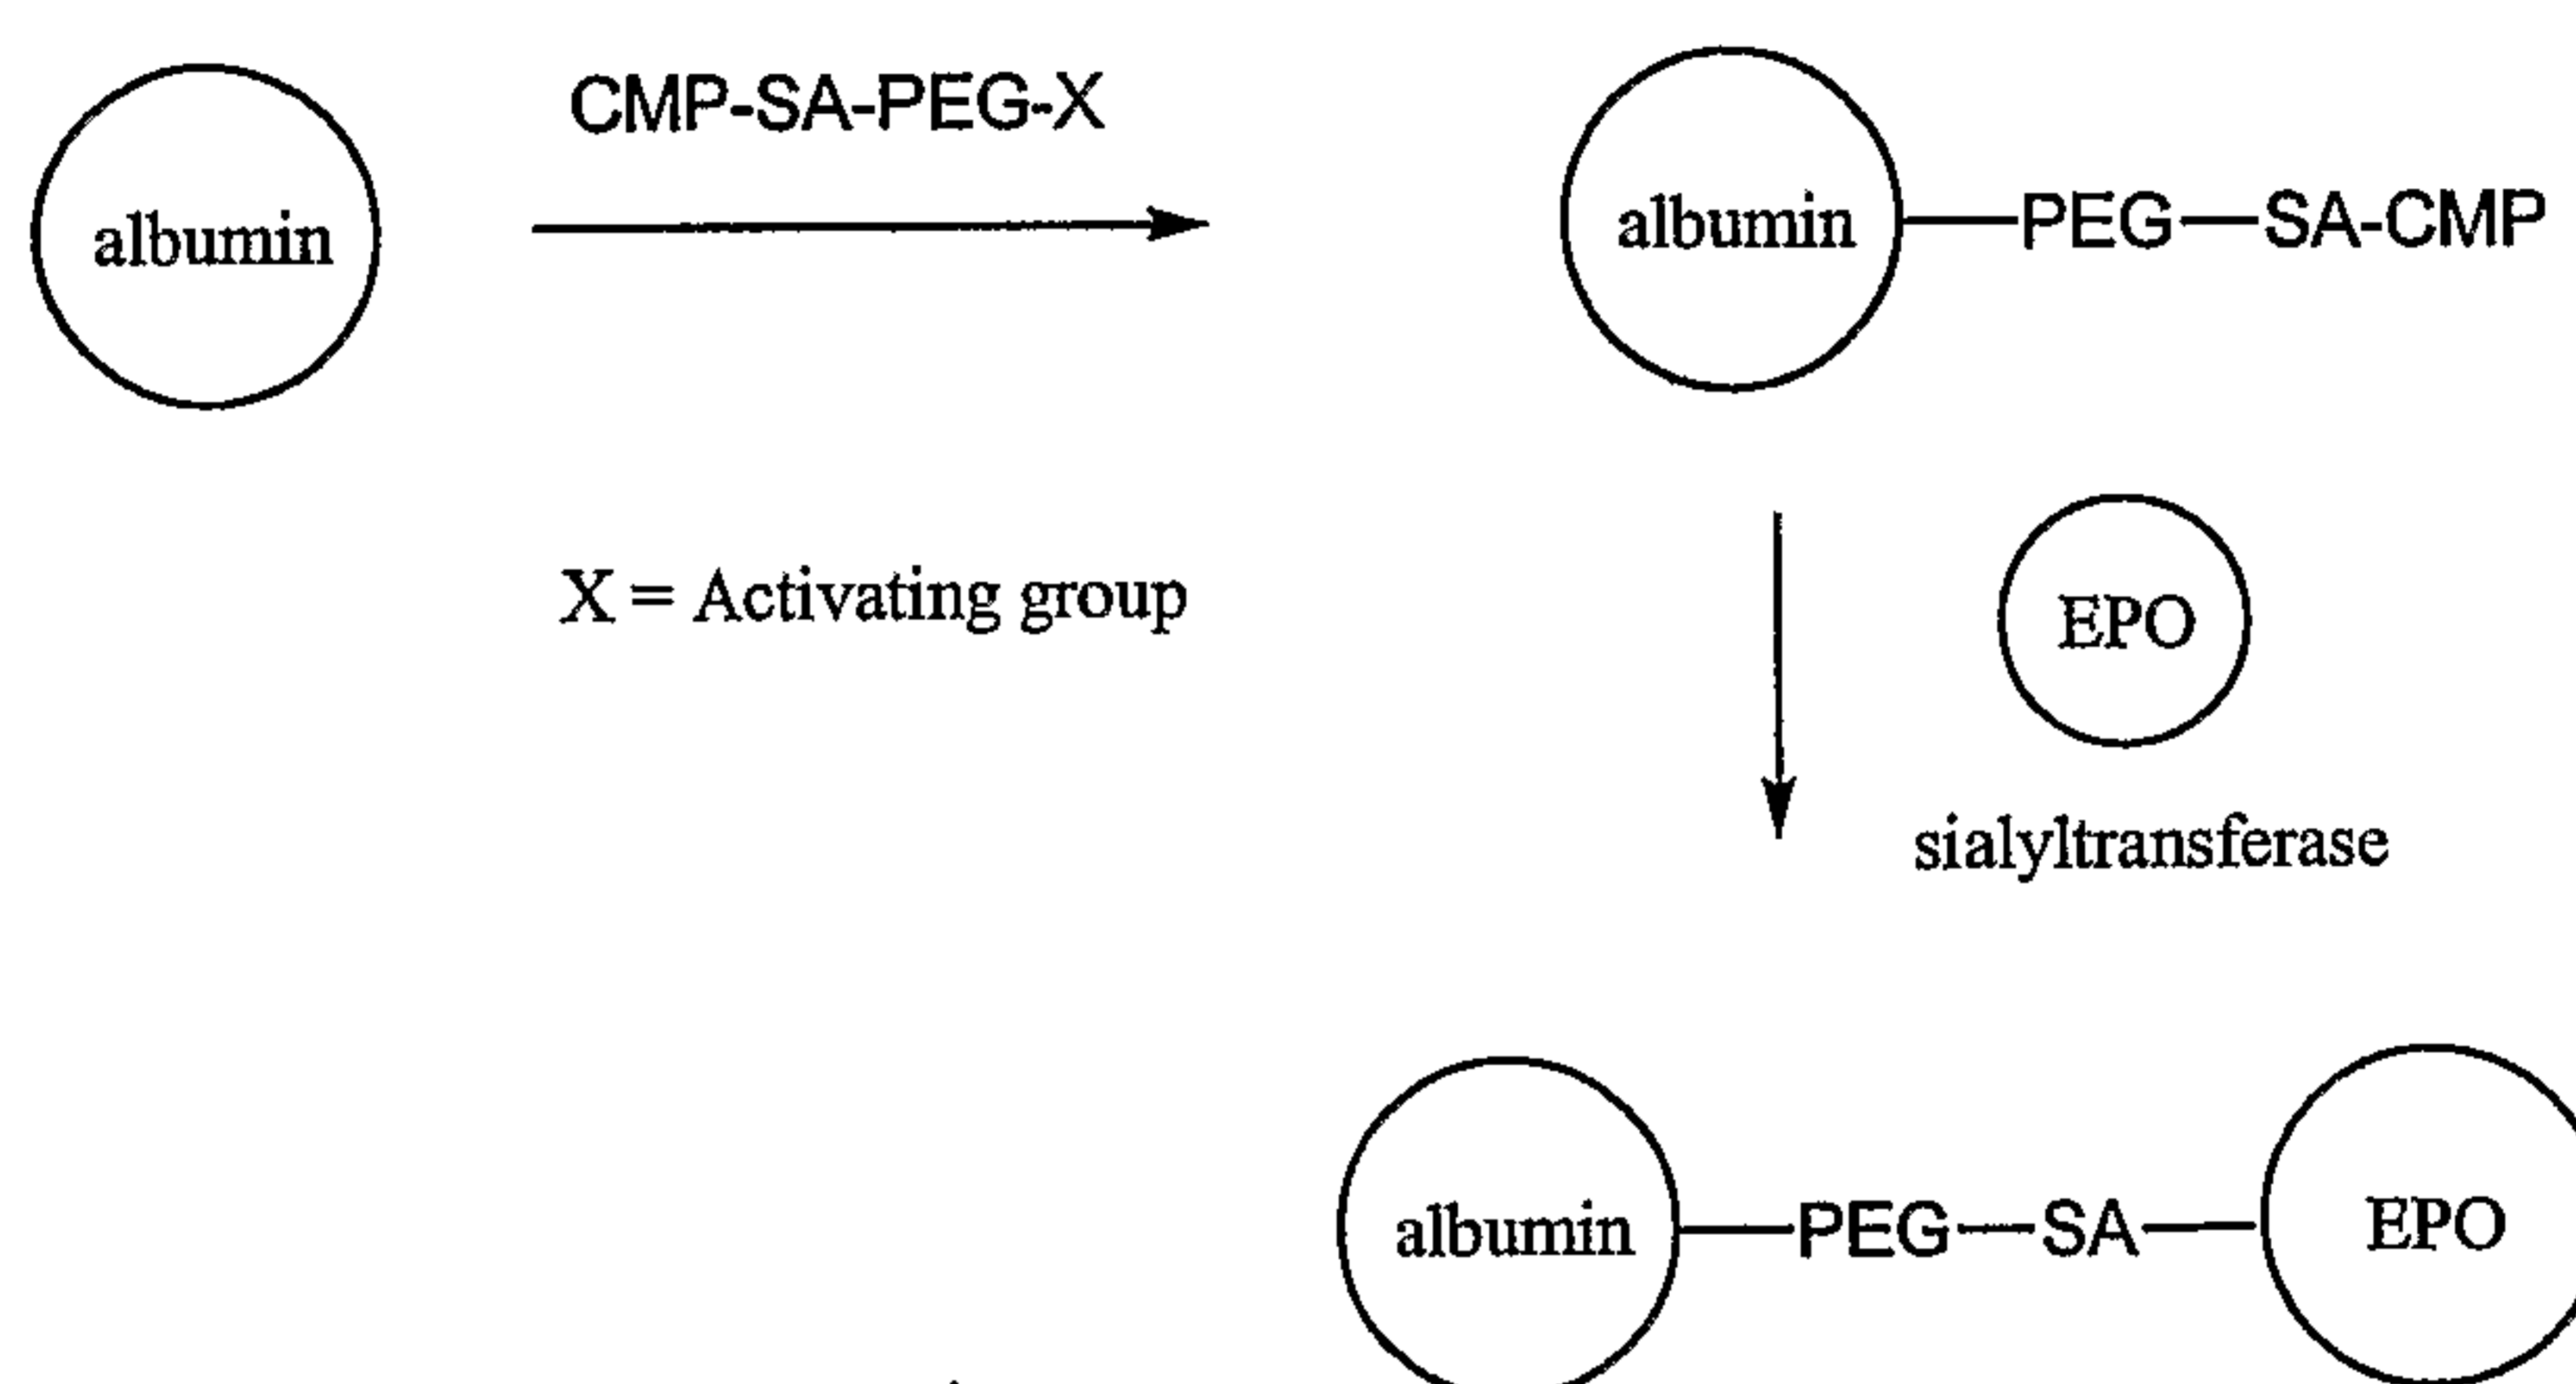 CMP-SA-PEG-X
albumin
albumin
PEG
SA-CMP
X = Activating group
EPO
sialyltransferase
albumin
PEG
SA
EPO